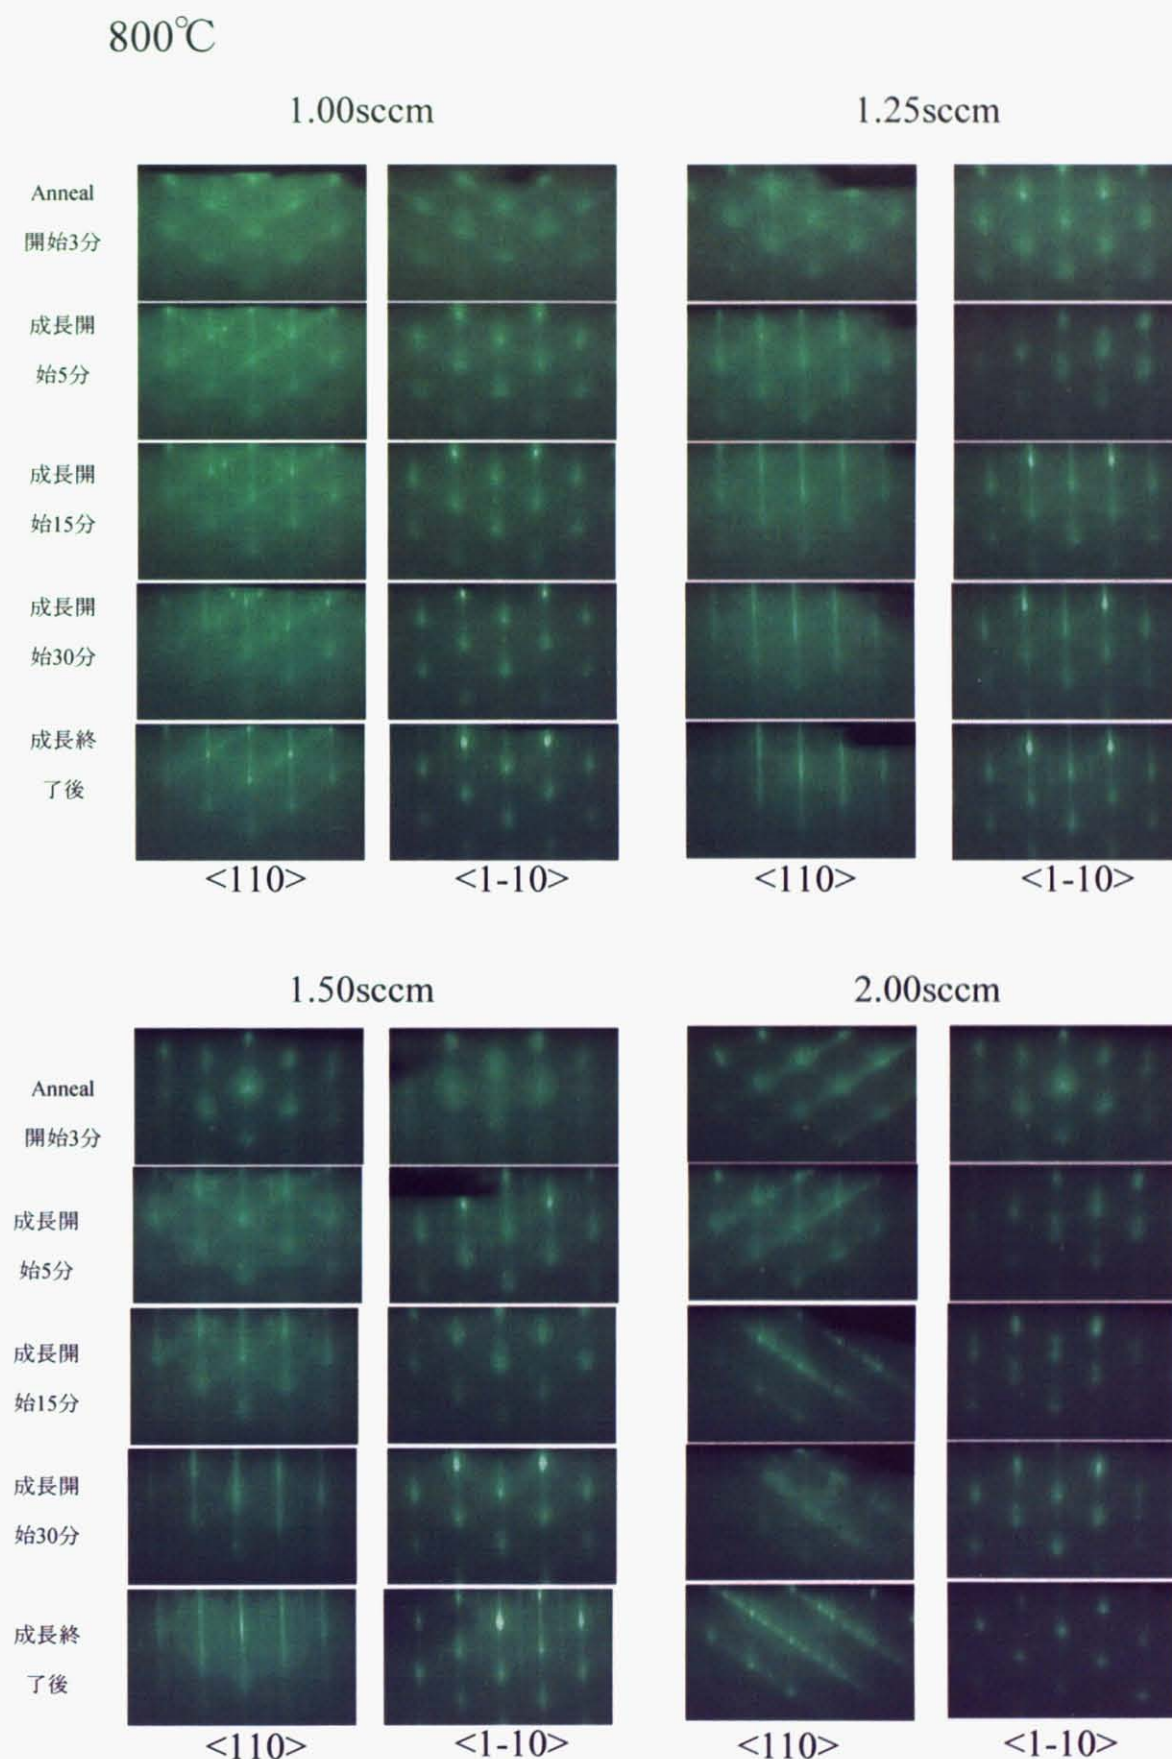 800℃
1.00sccm
1.25sccm
Anneal
開始3分
成長開
始5分
成長開
始15分
成長開
始30分
成長終
了後
<110>
<1-10>
<110>
<1-10>
1.50sccm
2.00sccm
Anneal
開始3分
成長開
始5分
成長開
始15分
成長開
始30分
成長終
了後
<110>
<1-10>
<110>
<1-10>